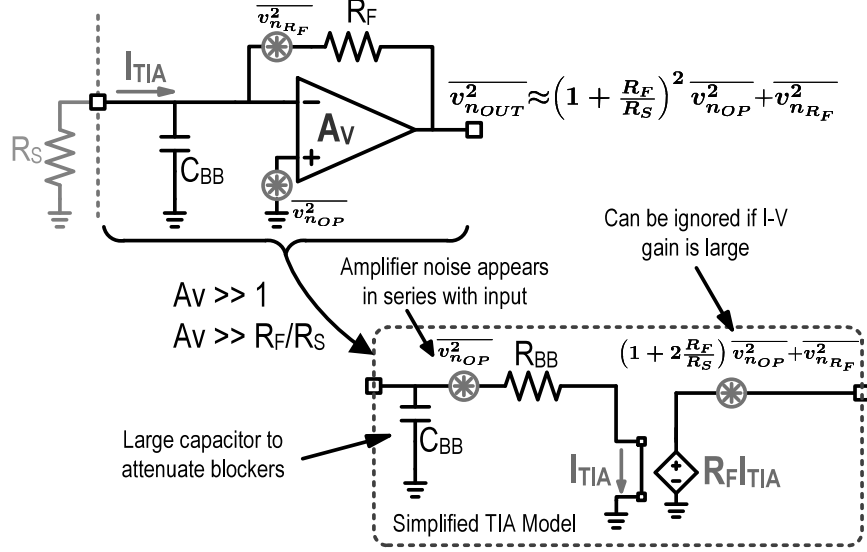 v²nRF
RF
ITIA
v²nOUT ≈ (1 + RF/RS)² v²nOP + v²nRF
−
AV
+
RS
CBB
v²nOP
Can be ignored if I-V
gain is large
Amplifier noise appears
in series with input
Av >> 1
Av >> RF/RS
v²nOP
RBB
(1 + 2RF/RS) v²nOP + v²nRF
Large capacitor to
attenuate blockers
CBB
ITIA
+
−
RFITIA
Simplified TIA Model